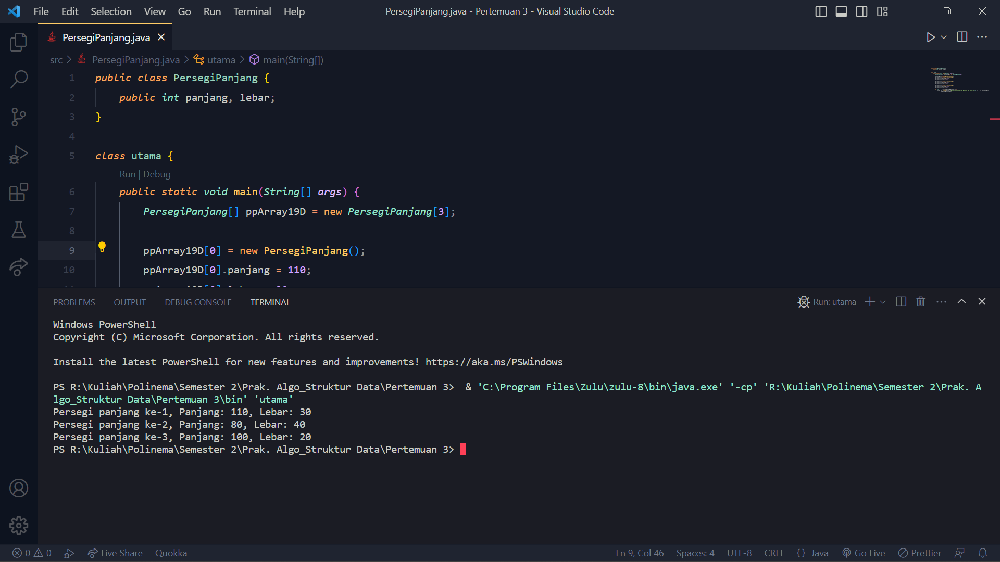 File Edit Selection View Go Run Terminal Help PersegiPanjang.java - Pertemuan 3 - Visual Studio Code
PersegiPanjang.java
src > PersegiPanjang.java > utama > main(String[])
1 public class PersegiPanjang {
2 public int panjang, lebar;
3 }
4
5 class utama {
Run | Debug
6 public static void main(String[] args) {
7 PersegiPanjang[] ppArray19D = new PersegiPanjang[3];
8
9 ppArray19D[0] = new PersegiPanjang();
10 ppArray19D[0].panjang = 110;
PROBLEMS OUTPUT DEBUG CONSOLE TERMINAL Run: utama
Windows PowerShell
Copyright (C) Microsoft Corporation. All rights reserved.
Install the latest PowerShell for new features and improvements! https://aka.ms/PSWindows
PS R:\Kuliah\Polinema\Semester 2\Prak. Algo_Struktur Data\Pertemuan 3>  & 'C:\Program Files\Zulu\zulu-8\bin\java.exe' '-cp' 'R:\Kuliah\Polinema\Semester 2\Prak. A
lgo_Struktur Data\Pertemuan 3\bin' 'utama'
Persegi panjang ke-1, Panjang: 110, Lebar: 30
Persegi panjang ke-2, Panjang: 80, Lebar: 40
Persegi panjang ke-3, Panjang: 100, Lebar: 20
PS R:\Kuliah\Polinema\Semester 2\Prak. Algo_Struktur Data\Pertemuan 3>
0 0 Live Share Quokka Ln 9, Col 46 Spaces: 4 UTF-8 CRLF { } Java Go Live Prettier